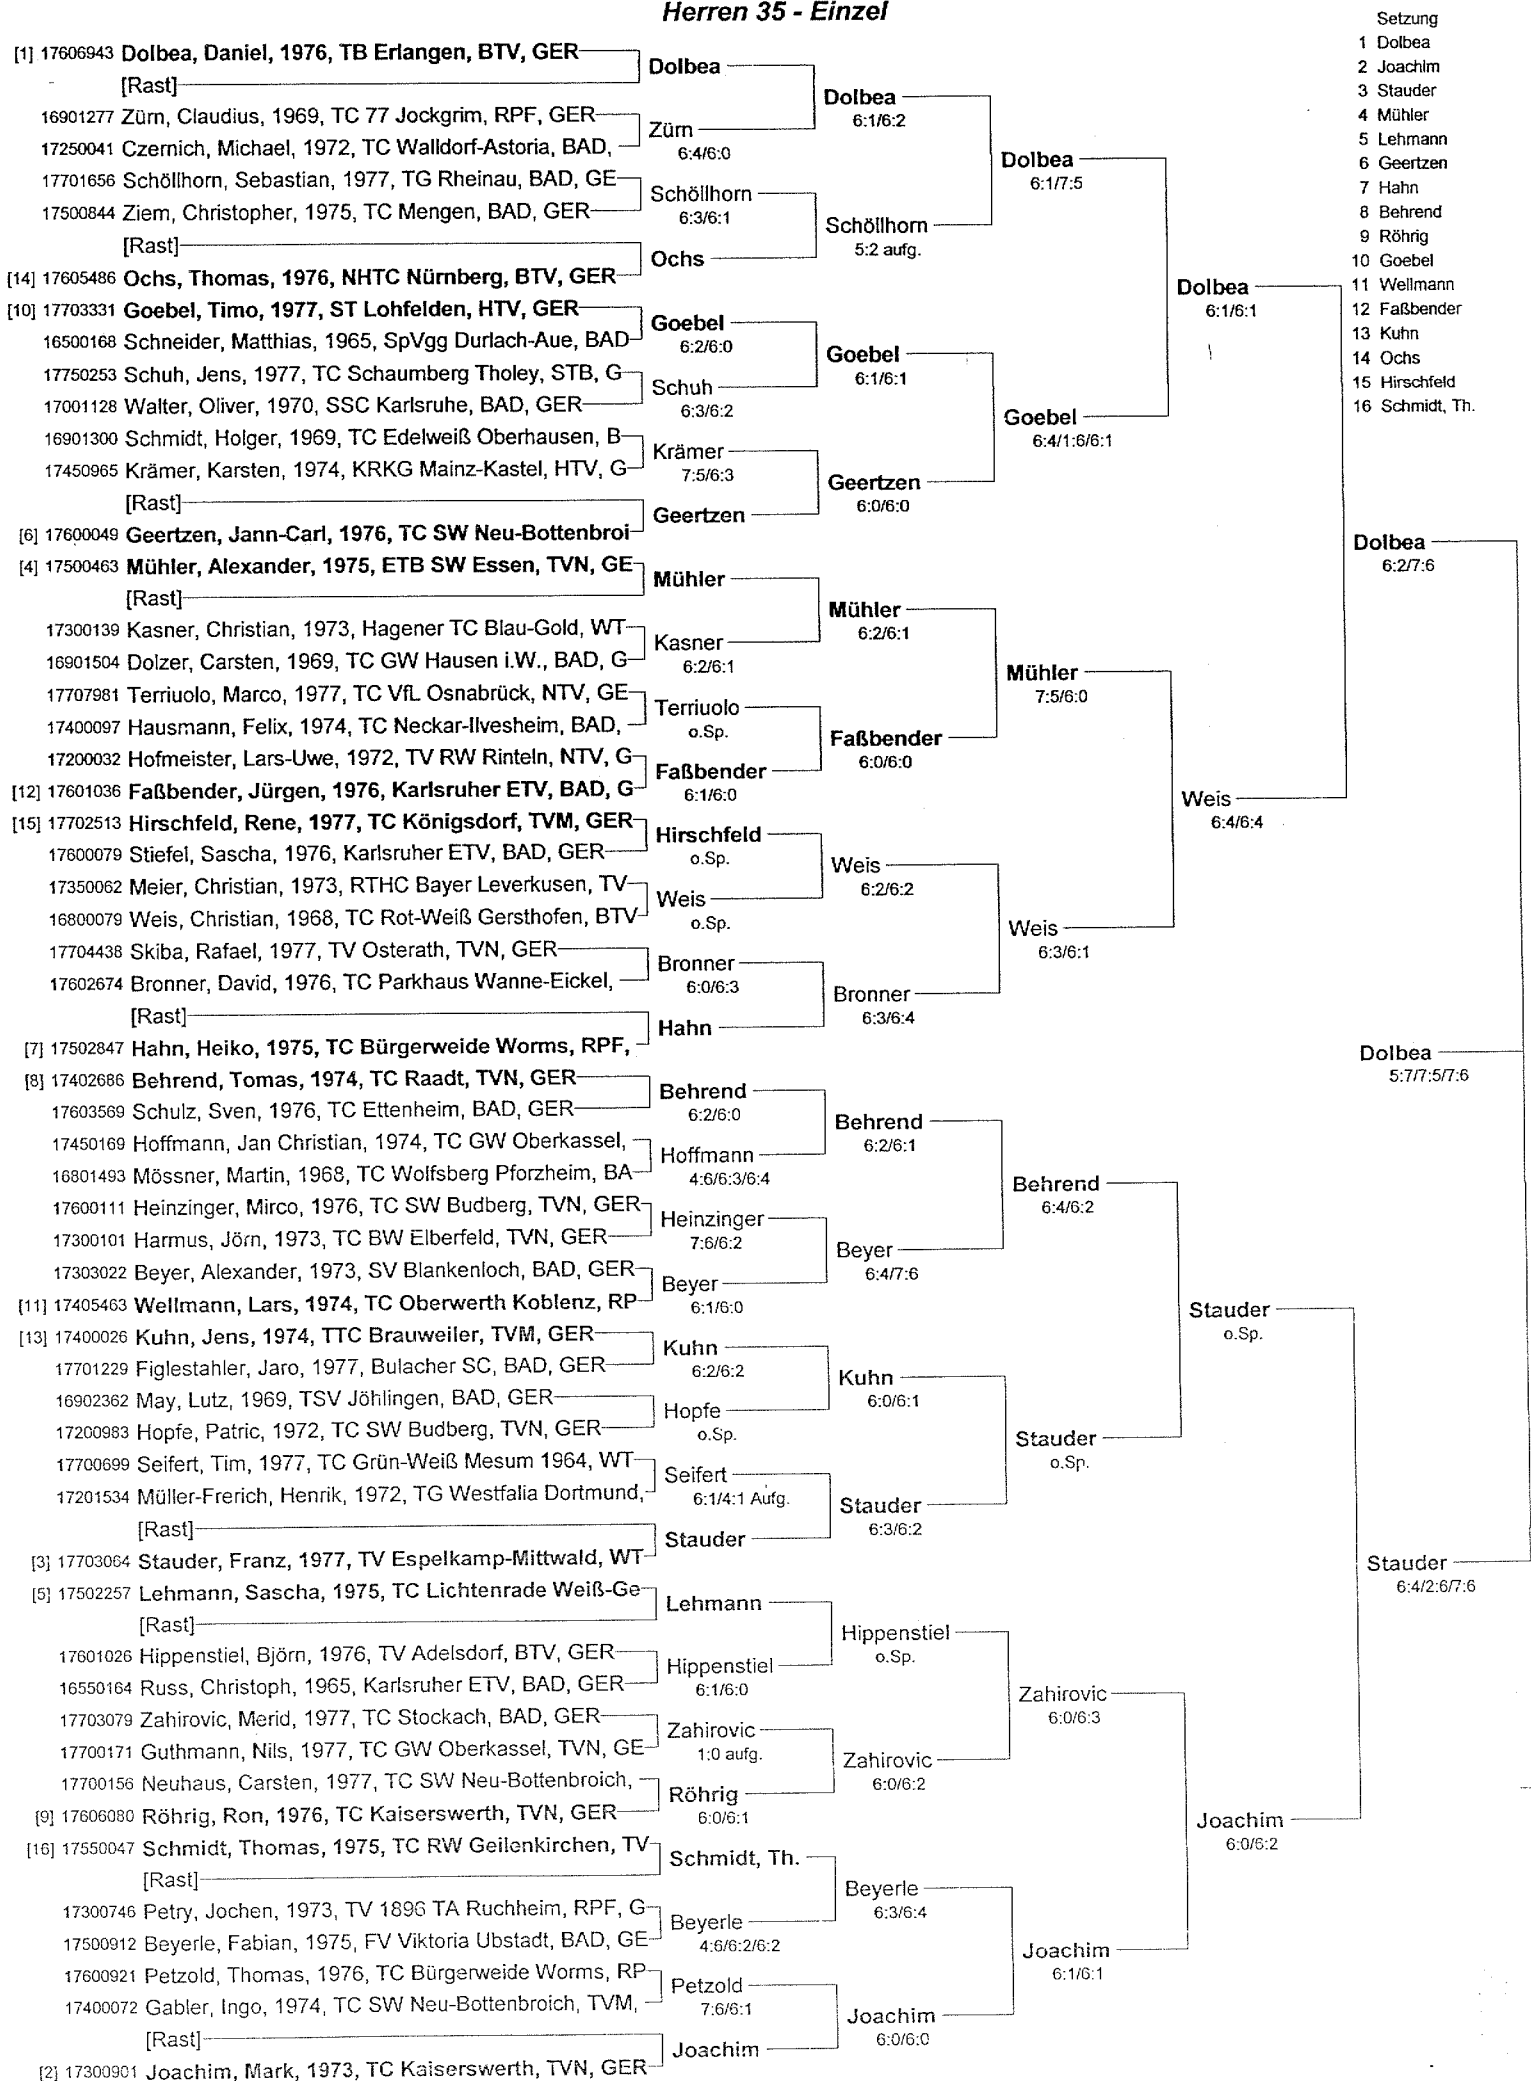 Herren 35 - Einzel
Setzung
1 Dolbea
2 Joachim
3 Stauder
4 Mühler
5 Lehmann
6 Geertzen
7 Hahn
8 Behrend
9 Röhrig
10 Goebel
11 Wellmann
12 Faßbender
13 Kuhn
14 Ochs
15 Hirschfeld
16 Schmidt, Th.
[1] 17606943 Dolbea, Daniel, 1976, TB Erlangen, BTV, GER
[Rast]
16901277 Zürn, Claudius, 1969, TC 77 Jockgrim, RPF, GER
17250041 Czernich, Michael, 1972, TC Walldorf-Astoria, BAD,
17701656 Schöllhorn, Sebastian, 1977, TG Rheinau, BAD, GE
17500844 Ziem, Christopher, 1975, TC Mengen, BAD, GER
[Rast]
[14] 17605486 Ochs, Thomas, 1976, NHTC Nürnberg, BTV, GER
[10] 17703331 Goebel, Timo, 1977, ST Lohfelden, HTV, GER
16500168 Schneider, Matthias, 1965, SpVgg Durlach-Aue, BAD
17750253 Schuh, Jens, 1977, TC Schaumberg Tholey, STB, G
17001128 Walter, Oliver, 1970, SSC Karlsruhe, BAD, GER
16901300 Schmidt, Holger, 1969, TC Edelweiß Oberhausen, B
17450965 Krämer, Karsten, 1974, KRKG Mainz-Kastel, HTV, G
[Rast]
[6] 17600049 Geertzen, Jann-Carl, 1976, TC SW Neu-Bottenbroi
[4] 17500463 Mühler, Alexander, 1975, ETB SW Essen, TVN, GE
[Rast]
17300139 Kasner, Christian, 1973, Hagener TC Blau-Gold, WT
16901504 Dolzer, Carsten, 1969, TC GW Hausen i.W., BAD, G
17707981 Terriuolo, Marco, 1977, TC VfL Osnabrück, NTV, GE
17400097 Hausmann, Felix, 1974, TC Neckar-Ilvesheim, BAD,
17200032 Hofmeister, Lars-Uwe, 1972, TV RW Rinteln, NTV, G
[12] 17601036 Faßbender, Jürgen, 1976, Karlsruher ETV, BAD, G
[15] 17702513 Hirschfeld, Rene, 1977, TC Königsdorf, TVM, GER
17600079 Stiefel, Sascha, 1976, Karlsruher ETV, BAD, GER
17350062 Meier, Christian, 1973, RTHC Bayer Leverkusen, TV
16800079 Weis, Christian, 1968, TC Rot-Weiß Gersthofen, BTV
17704438 Skiba, Rafael, 1977, TV Osterath, TVN, GER
17602674 Bronner, David, 1976, TC Parkhaus Wanne-Eickel,
[Rast]
[7] 17502847 Hahn, Heiko, 1975, TC Bürgerweide Worms, RPF,
[8] 17402686 Behrend, Tomas, 1974, TC Raadt, TVN, GER
17603569 Schulz, Sven, 1976, TC Ettenheim, BAD, GER
17450169 Hoffmann, Jan Christian, 1974, TC GW Oberkassel,
16801493 Mössner, Martin, 1968, TC Wolfsberg Pforzheim, BA
17600111 Heinzinger, Mirco, 1976, TC SW Budberg, TVN, GER
17300101 Harmus, Jörn, 1973, TC BW Elberfeld, TVN, GER
17303022 Beyer, Alexander, 1973, SV Blankenloch, BAD, GER
[11] 17405463 Wellmann, Lars, 1974, TC Oberwerth Koblenz, RP
[13] 17400026 Kuhn, Jens, 1974, TTC Brauweiler, TVM, GER
17701229 Figlestahler, Jaro, 1977, Bulacher SC, BAD, GER
16902362 May, Lutz, 1969, TSV Jöhlingen, BAD, GER
17200983 Hopfe, Patric, 1972, TC SW Budberg, TVN, GER
17700699 Seifert, Tim, 1977, TC Grün-Weiß Mesum 1964, WT
17201534 Müller-Frerich, Henrik, 1972, TG Westfalia Dortmund,
[Rast]
[3] 17703064 Stauder, Franz, 1977, TV Espelkamp-Mittwald, WT
[5] 17502257 Lehmann, Sascha, 1975, TC Lichtenrade Weiß-Ge
[Rast]
17601026 Hippenstiel, Björn, 1976, TV Adelsdorf, BTV, GER
16550164 Russ, Christoph, 1965, Karlsruher ETV, BAD, GER
17703079 Zahirovic, Merid, 1977, TC Stockach, BAD, GER
17700171 Guthmann, Nils, 1977, TC GW Oberkassel, TVN, GE
17700156 Neuhaus, Carsten, 1977, TC SW Neu-Bottenbroich,
[9] 17606080 Röhrig, Ron, 1976, TC Kaiserswerth, TVN, GER
[16] 17550047 Schmidt, Thomas, 1975, TC RW Geilenkirchen, TV
[Rast]
17300746 Petry, Jochen, 1973, TV 1896 TA Ruchheim, RPF, G
17500912 Beyerle, Fabian, 1975, FV Viktoria Ubstadt, BAD, GE
17600921 Petzold, Thomas, 1976, TC Bürgerweide Worms, RP
17400072 Gabler, Ingo, 1974, TC SW Neu-Bottenbroich, TVM,
[Rast]
[2] 17300901 Joachim, Mark, 1973, TC Kaiserswerth, TVN, GER
Dolbea
Zürn
6:4/6:0
Schöllhorn
6:3/6:1
Ochs
Goebel
6:2/6:0
Schuh
6:3/6:2
Krämer
7:5/6:3
Geertzen
Mühler
Kasner
6:2/6:1
Terriuolo
o.Sp.
Faßbender
6:1/6:0
Hirschfeld
o.Sp.
Weis
o.Sp.
Bronner
6:0/6:3
Hahn
Behrend
6:2/6:0
Hoffmann
4:6/6:3/6:4
Heinzinger
7:6/6:2
Beyer
6:1/6:0
Kuhn
6:2/6:2
Hopfe
o.Sp.
Seifert
6:1/4:1 Aufg.
Stauder
Lehmann
Hippenstiel
6:1/6:0
Zahirovic
1:0 aufg.
Röhrig
6:0/6:1
Schmidt, Th.
Beyerle
4:6/6:2/6:2
Petzold
7:6/6:1
Joachim
Dolbea
6:1/6:2
Schöllhorn
5:2 aufg.
Goebel
6:1/6:1
Geertzen
6:0/6:0
Mühler
6:2/6:1
Faßbender
6:0/6:0
Weis
6:2/6:2
Bronner
6:3/6:4
Behrend
6:2/6:1
Beyer
6:4/7:6
Kuhn
6:0/6:1
Stauder
6:3/6:2
Hippenstiel
o.Sp.
Zahirovic
6:0/6:2
Beyerle
6:3/6:4
Joachim
6:0/6:0
Dolbea
6:1/7:5
Goebel
6:4/1:6/6:1
Mühler
7:5/6:0
Weis
6:3/6:1
Behrend
6:4/6:2
Stauder
o.Sp.
Zahirovic
6:0/6:3
Joachim
6:1/6:1
Dolbea
6:1/6:1
Weis
6:4/6:4
Stauder
o.Sp.
Joachim
6:0/6:2
Dolbea
6:2/7:6
Stauder
6:4/2:6/7:6
Dolbea
5:7/7:5/7:6